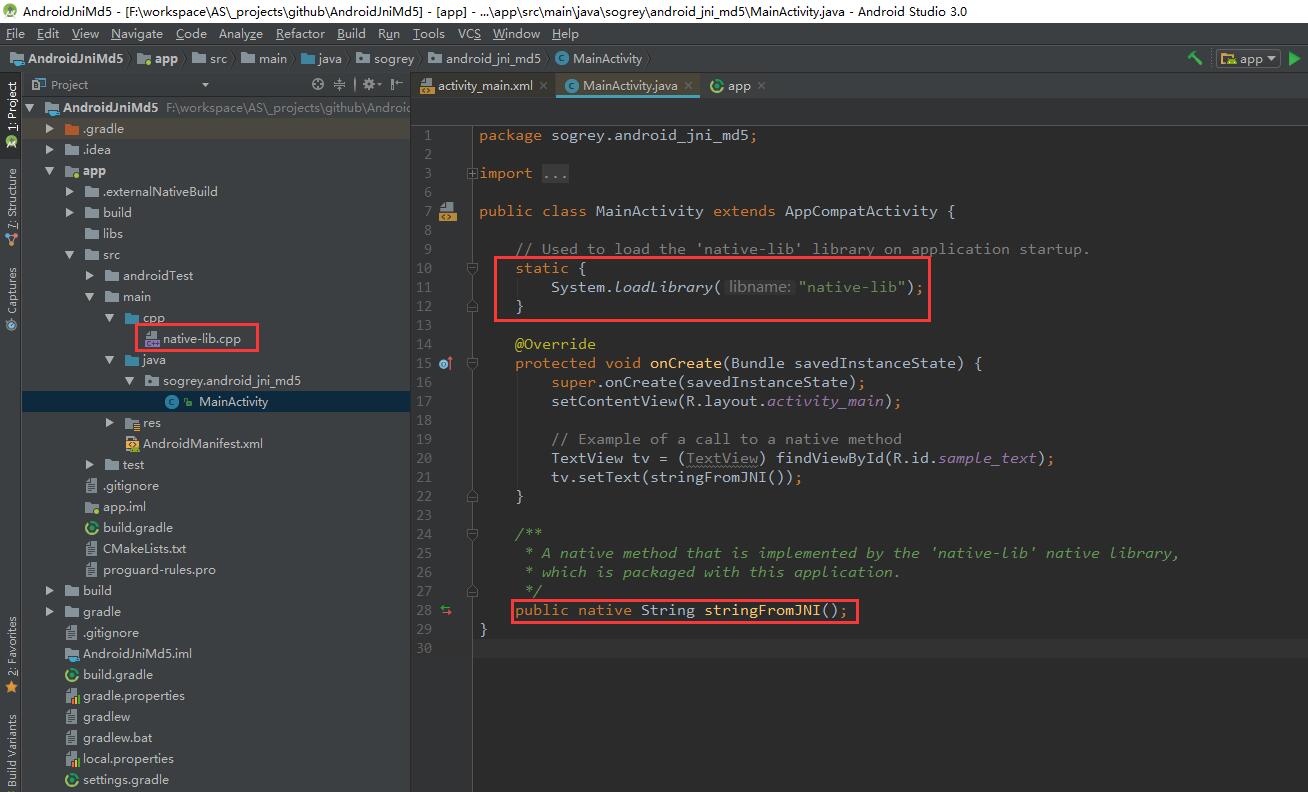 AndroidJniMd5 - [F:\workspace\AS\_projects\github\AndroidJniMd5] - [app] - ...\app\src\main\java\sogrey\android_jni_md5\MainActivity.java - Android Studio 3.0
File Edit View Navigate Code Analyze Refactor Build Run Tools VCS Window Help
AndroidJniMd5 app src main java sogrey android_jni_md5 MainActivity app
1: Project
7: Structure
Captures
2: Favorites
Build Variants
Project
AndroidJniMd5 F:\workspace\AS\_projects\github\Android
.gradle
.idea
app
.externalNativeBuild
build
libs
src
androidTest
main
cpp
native-lib.cpp
java
sogrey.android_jni_md5
MainActivity
res
AndroidManifest.xml
test
.gitignore
app.iml
build.gradle
CMakeLists.txt
proguard-rules.pro
build
gradle
.gitignore
AndroidJniMd5.iml
build.gradle
gradle.properties
gradlew
gradlew.bat
local.properties
settings.gradle
activity_main.xml MainActivity.java app
1 package sogrey.android_jni_md5;
2
3 import ...
6
7 public class MainActivity extends AppCompatActivity {
8
9 // Used to load the 'native-lib' library on application startup.
10 static {
11 System.loadLibrary( libname: "native-lib");
12 }
13
14 @Override
15 protected void onCreate(Bundle savedInstanceState) {
16 super.onCreate(savedInstanceState);
17 setContentView(R.layout.activity_main);
18
19 // Example of a call to a native method
20 TextView tv = (TextView) findViewById(R.id.sample_text);
21 tv.setText(stringFromJNI());
22 }
23
24 /**
25 * A native method that is implemented by the 'native-lib' native library,
26 * which is packaged with this application.
27 */
28 public native String stringFromJNI();
29 }
30